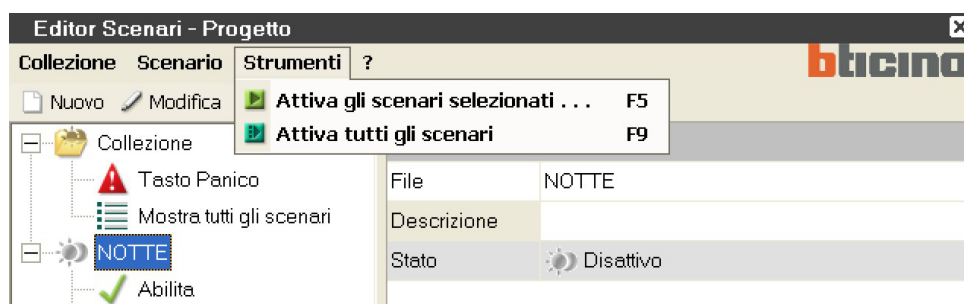 Editor Scenari - Progetto
Collezione Scenario Strumenti ?
bticino
Nuovo Modifica
Attiva gli scenari selezionati . . . F5
Attiva tutti gli scenari F9
Collezione
Tasto Panico
File NOTTE
Mostra tutti gli scenari
Descrizione
NOTTE
Stato Disattivo
Abilita